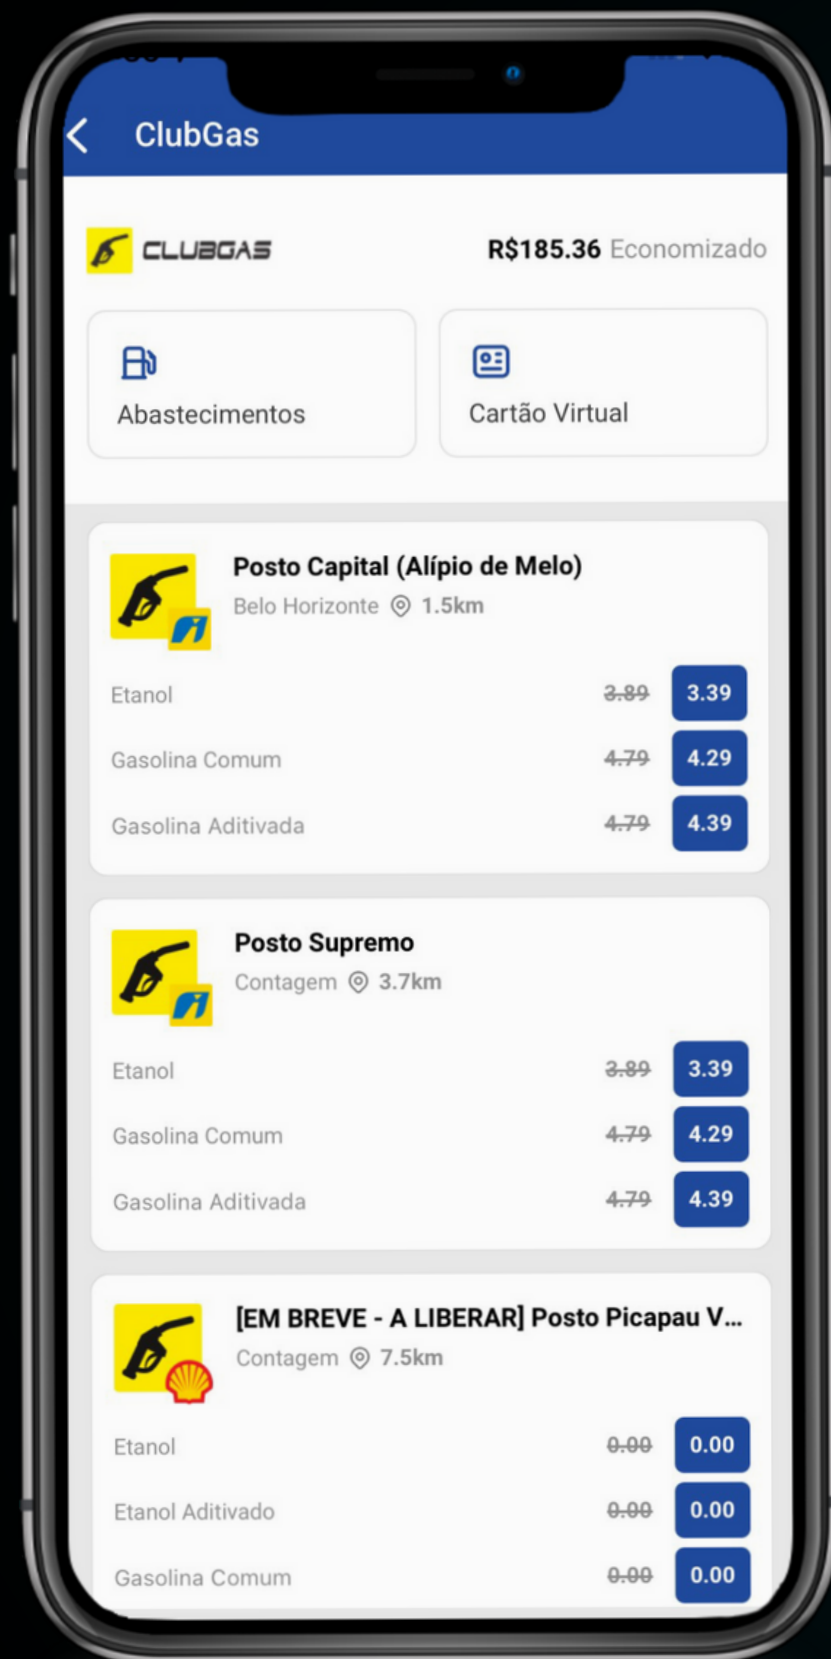 ClubGas
CLUBGAS
R$185.36 Economizado
Abastecimentos
Cartão Virtual
Posto Capital (Alípio de Melo)
Belo Horizonte 1.5km
Etanol 3.89 3.39
Gasolina Comum 4.79 4.29
Gasolina Aditivada 4.79 4.39
Posto Supremo
Contagem 3.7km
Etanol 3.89 3.39
Gasolina Comum 4.79 4.29
Gasolina Aditivada 4.79 4.39
[EM BREVE - A LIBERAR] Posto Picapau V...
Contagem 7.5km
Etanol 0.00 0.00
Etanol Aditivado 0.00 0.00
Gasolina Comum 0.00 0.00